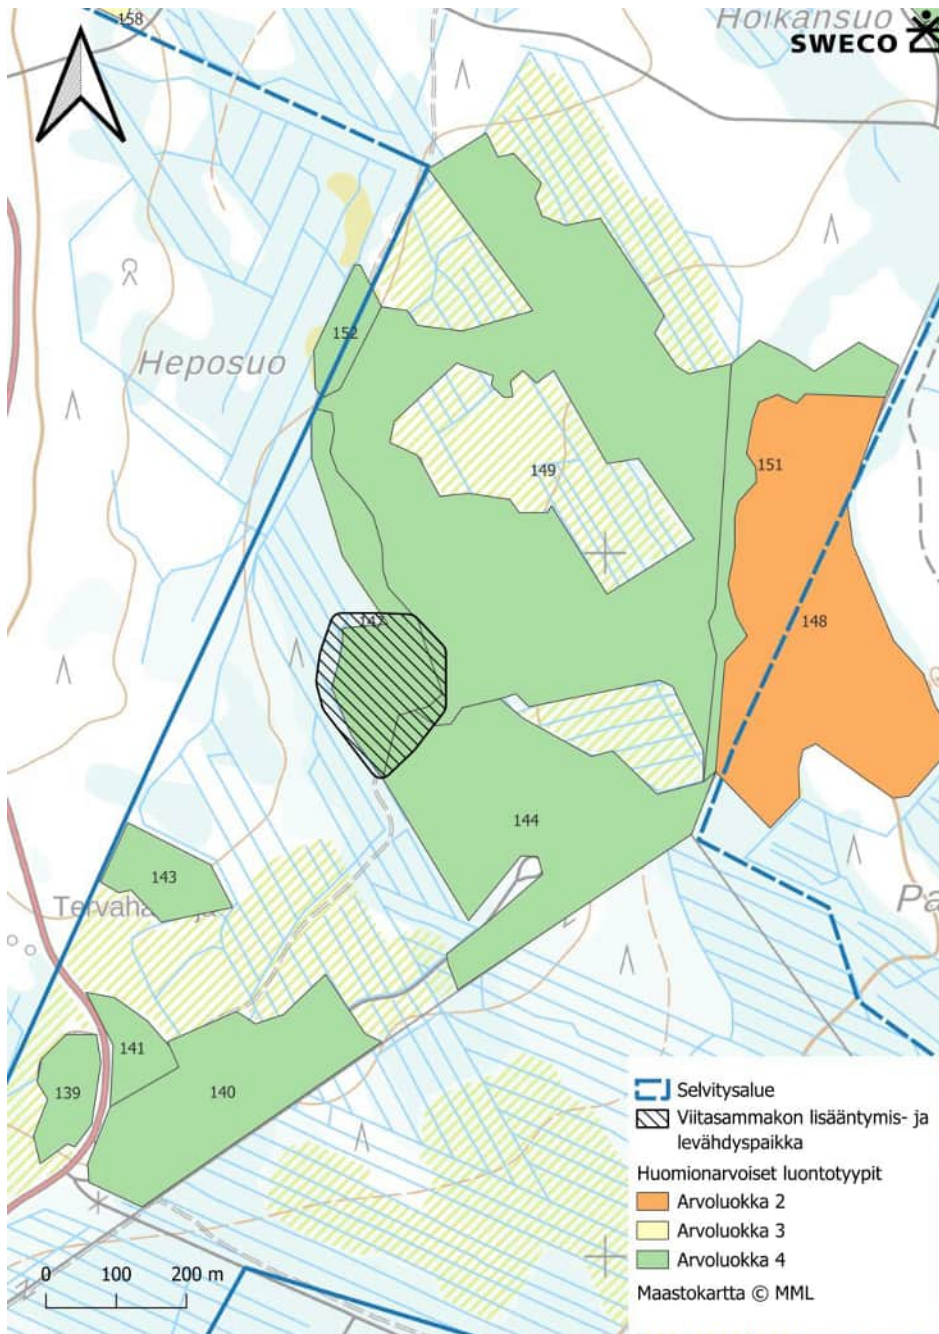 158
Hoikansuo
SWECO
152
Heposuo
149
151
147
148
144
143
139
141
140
Selvitysalue
Viitasammakon lisääntymis- ja
levähdyspaikka
Huomionarvoiset luontotyypit
Arvoluokka 2
Arvoluokka 3
Arvoluokka 4
Maastokartta © MML
0 100 200 m